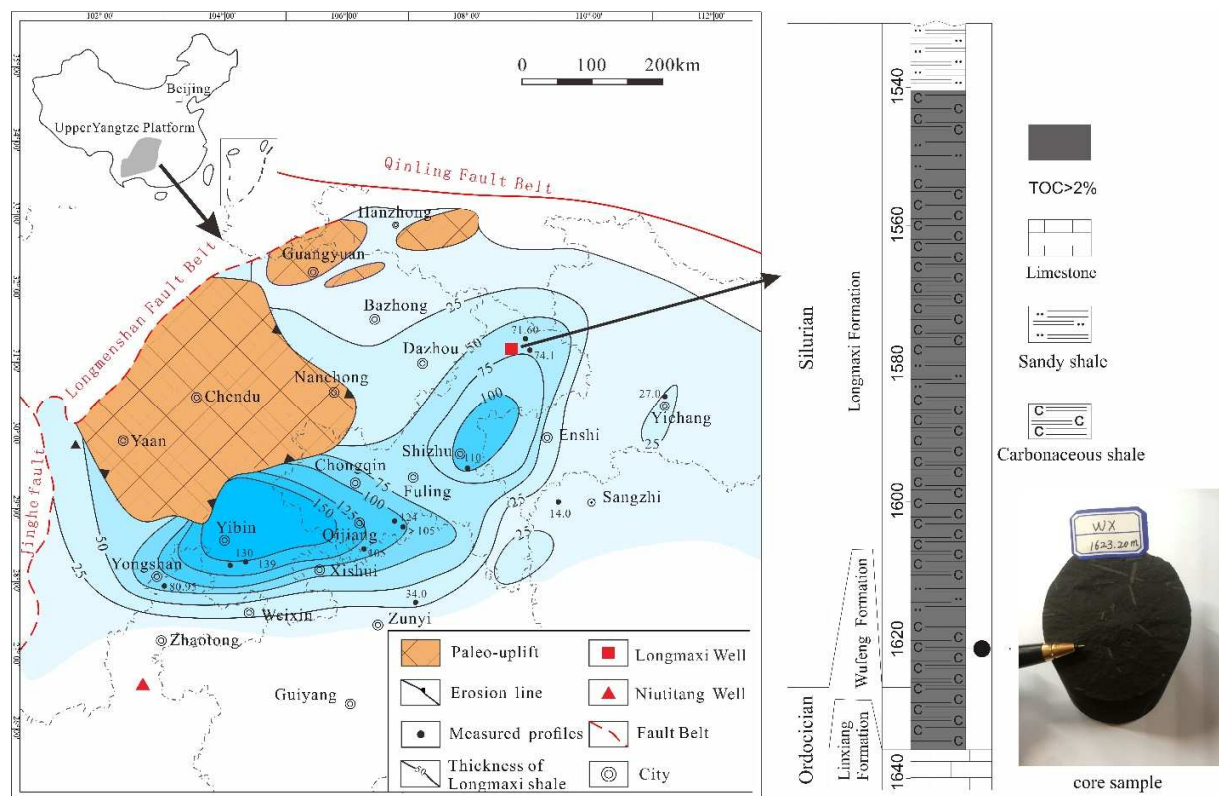 102° 00'
104° 00'
106° 00'
108° 00'
110° 00'
Beijing
UpperYangtze Platform
0 100 200km
Qinling Fault Belt
Longmenshan Fault Belt
Jinghe fault
Hanzhong
Guangyuan
Bazhong
25
50
71.60
74.1
Dazhou
75
100
Nanchong
Chendu
27.0
Yichang
25
Yaan
Enshi
Shizhu
110
Chongqin
75
Fuling
100
125
150
Sangzhi
14.0
25
25
124
>105
Yibin
Qijiang
105
130
139
Yongshan
80.95
Xishui
50
25
34.0
Weixin
Zunyi
Zhaotong
Guiyang
Paleo-uplift
Longmaxi Well
Erosion line
Niutitang Well
Measured profiles
Fault Belt
50
Thickness of
Longmaxi shale
City
Silurian
Ordocician
Longmaxi Formation
Wufeng Formation
Linxiang
Formation
1540
1560
1580
1600
1620
1640
TOC>2%
Limestone
Sandy shale
C
C
C
Carbonaceous shale
WX
1623.20m
core sample